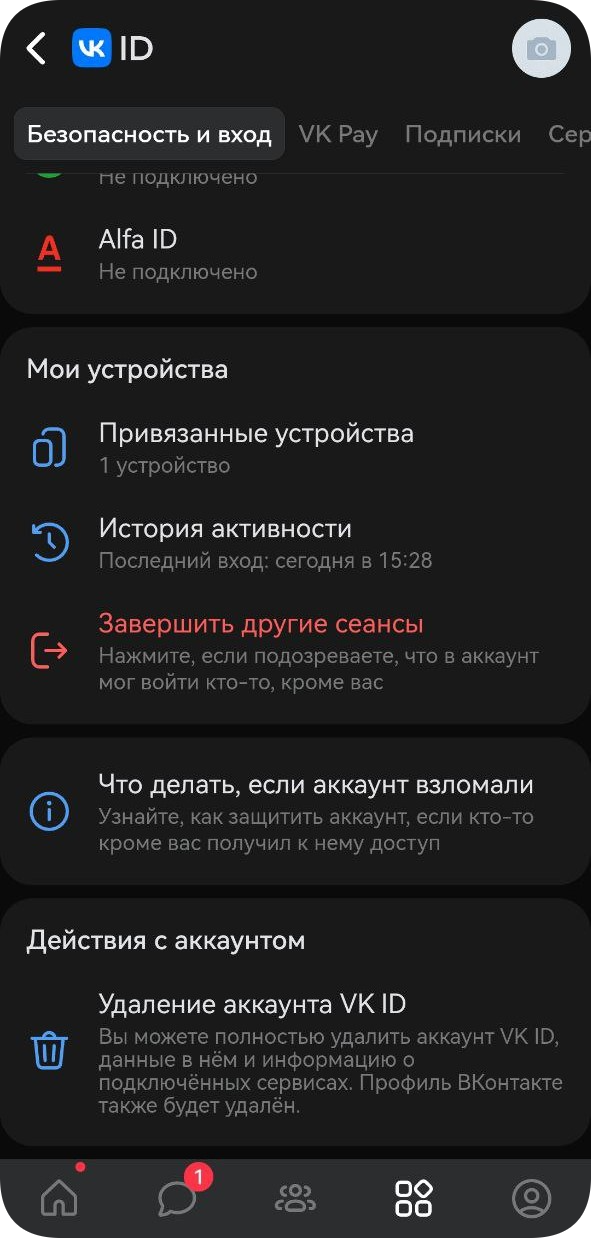 VK ID
Безопасность и вход VK Pay Подписки Сер
Не подключено
Alfa ID
Не подключено
Мои устройства
Привязанные устройства
1 устройство
История активности
Последний вход: сегодня в 15:28
Завершить другие сеансы
Нажмите, если подозреваете, что в аккаунт
мог войти кто-то, кроме вас
Что делать, если аккаунт взломали
Узнайте, как защитить аккаунт, если кто-то
кроме вас получил к нему доступ
Действия с аккаунтом
Удаление аккаунта VK ID
Вы можете полностью удалить аккаунт VK ID,
данные в нём и информацию о
подключённых сервисах. Профиль ВКонтакте
также будет удалён.
1